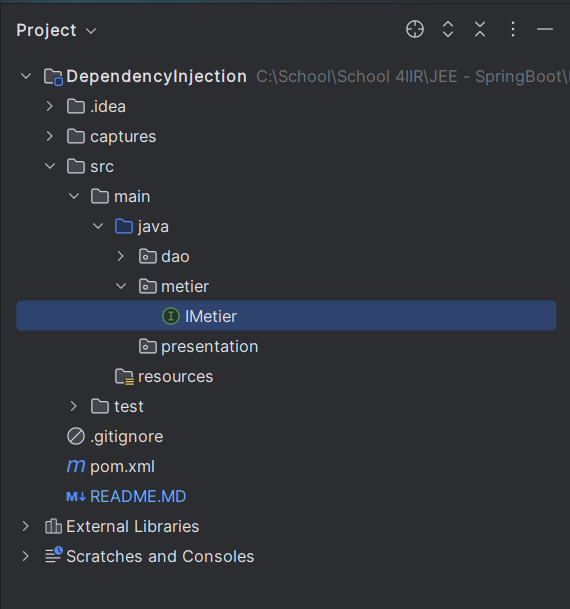 Project
DependencyInjection C:\School\School 4IIR\JEE - SpringBoot\
.idea
captures
src
main
java
dao
metier
IMetier
presentation
resources
test
.gitignore
pom.xml
README.MD
External Libraries
Scratches and Consoles